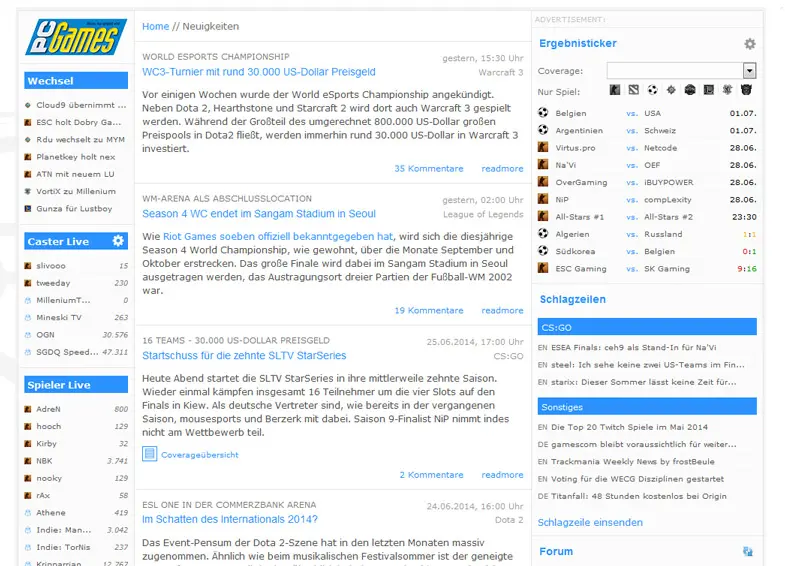 PC Games
Wechsel
Cloud9 übernimmt ...
ESC holt Dobry Ga...
Rdu wechselt zu MYM
Planetkey holt nex
ATN mit neuem LU
VortiX zu Millenium
Gunza für Lustboy
Caster Live
slivooo 15
tweeday 230
MilleniumT... 0
Mineski TV 263
OGN 30.576
SGDQ Speed... 47.311
Spieler Live
AdreN 800
hooch 129
Kirby 32
NBK 3.741
nooky 129
rAx 58
Athene 419
Indie: Man... 3.042
Indie: TorNis 237
Kripparrian 12.767
Home // Neuigkeiten
WORLD ESPORTS CHAMPIONSHIP
gestern, 15:30 Uhr
WC3-Turnier mit rund 30.000 US-Dollar Preisgeld
Warcraft 3
Vor einigen Wochen wurde der World eSports Championship angekündigt.
Neben Dota 2, Hearthstone und Starcraft 2 wird dort auch Warcraft 3 gespielt
werden. Während der Großteil des umgerechnet 800.000 US-Dollar großen
Preispools in Dota2 fließt, werden immerhin rund 30.000 US-Dollar in Warcraft 3
investiert.
35 Kommentare readmore
WM-ARENA ALS ABSCHLUSSLOCATION
gestern, 02:00 Uhr
Season 4 WC endet im Sangam Stadium in Seoul
League of Legends
Wie Riot Games soeben offiziell bekanntgegeben hat, wird sich die diesjährige
Season 4 World Championship, wie gewohnt, über die Monate September und
Oktober erstrecken. Das große Finale wird dabei im Sangam Stadium in Seoul
ausgetragen werden, das Austragungsort dreier Partien der Fußball-WM 2002
war.
19 Kommentare readmore
16 TEAMS - 30.000 US-DOLLAR PREISGELD
25.06.2014, 17:00 Uhr
Startschuss für die zehnte SLTV StarSeries
CS:GO
Heute Abend startet die SLTV StarSeries in ihre mittlerweile zehnte Saison.
Wieder einmal kämpfen insgesamt 16 Teilnehmer um die vier Slots auf den
Finals in Kiew. Als deutsche Vertreter sind, wie bereits in der vergangenen
Saison, mousesports und Berzerk mit dabei. Saison 9-Finalist NiP nimmt indes
nicht am Wettbewerb teil.
Coverageübersicht
2 Kommentare readmore
ESL ONE IN DER COMMERZBANK ARENA
24.06.2014, 16:00 Uhr
Im Schatten des Internationals 2014?
Dota 2
Das Event-Pensum der Dota 2-Szene hat in den letzten Monaten massiv
zugenommen. Ähnlich wie beim musikalischen Festivalsommer ist der geneigte
ADVERTISEMENT:
Ergebnisticker
Coverage:
Nur Spiel:
Belgien vs. USA 01.07.
Argentinien vs. Schweiz 01.07.
Virtus.pro vs. Netcode 28.06.
Na'Vi vs. OEF 28.06.
OverGaming vs. iBUYPOWER 28.06.
NiP vs. compLexity 28.06.
All-Stars #1 vs. All-Stars #2 23:30
Algerien vs. Russland 1:1
Südkorea vs. Belgien 0:1
ESC Gaming vs. SK Gaming 9:16
Schlagzeilen
CS:GO
EN ESEA Finals: ceh9 als Stand-In für Na'Vi
EN steel: Ich sehe keine zwei US-Teams im Fin...
EN starix: Dieser Sommer lässt keine Zeit für...
Sonstiges
EN Die Top 20 Twitch Spiele im Mai 2014
DE gamescom bleibt voraussichtlich für weiter...
EN Trackmania Weekly News by frostBeule
EN Voting für die WECG Disziplinen gestartet
DE Titanfall: 48 Stunden kostenlos bei Origin
Schlagzeile einsenden
Forum